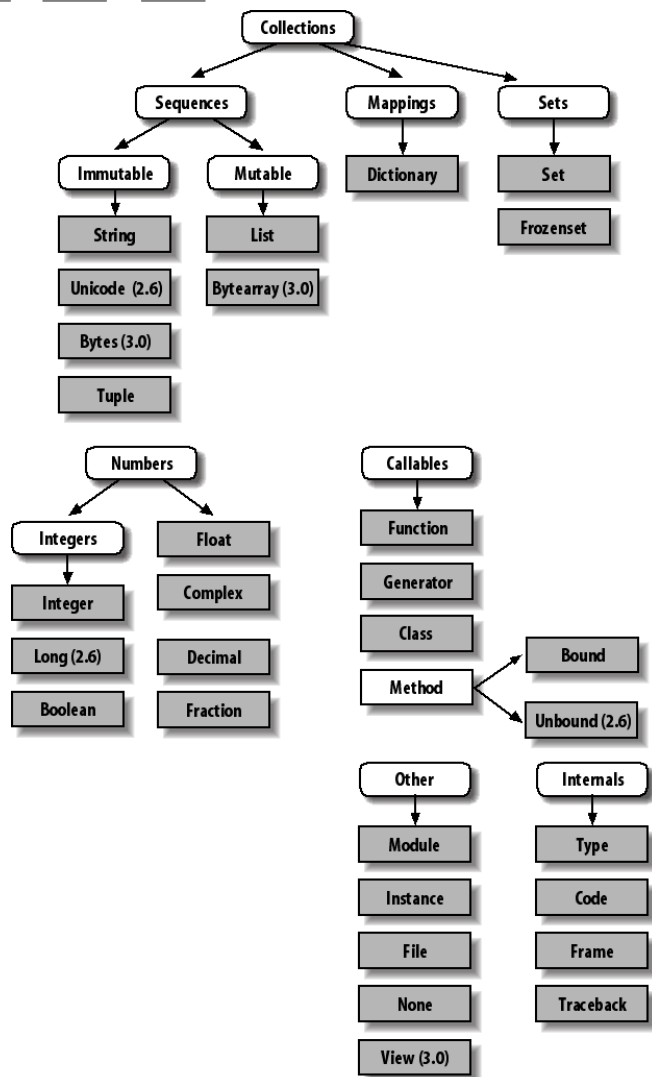 Collections
Sequences
Mappings
Sets
Immutable
Mutable
Dictionary
Set
String
List
Frozenset
Unicode (2.6)
Bytearray (3.0)
Bytes (3.0)
Tuple
Numbers
Callables
Integers
Float
Function
Integer
Complex
Generator
Long (2.6)
Decimal
Class
Bound
Boolean
Fraction
Method
Unbound (2.6)
Other
Internals
Module
Type
Instance
Code
File
Frame
None
Traceback
View (3.0)